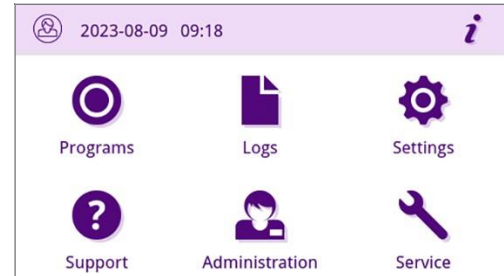 2023-08-09 09:18
i
Programs
Logs
Settings
?
Support
Administration
Service